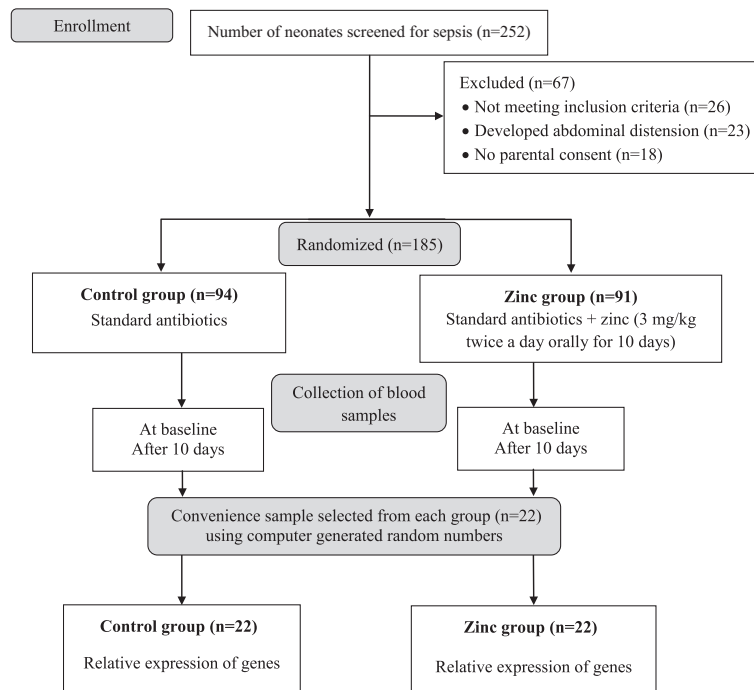 Enrollment
Number of neonates screened for sepsis (n=252)
Excluded (n=67)
• Not meeting inclusion criteria (n=26)
• Developed abdominal distension (n=23)
• No parental consent (n=18)
Randomized (n=185)
Control group (n=94)
Standard antibiotics
Zinc group (n=91)
Standard antibiotics + zinc (3 mg/kg
twice a day orally for 10 days)
Collection of blood
samples
At baseline
After 10 days
At baseline
After 10 days
Convenience sample selected from each group (n=22)
using computer generated random numbers
Control group (n=22)
Relative expression of genes
Zinc group (n=22)
Relative expression of genes